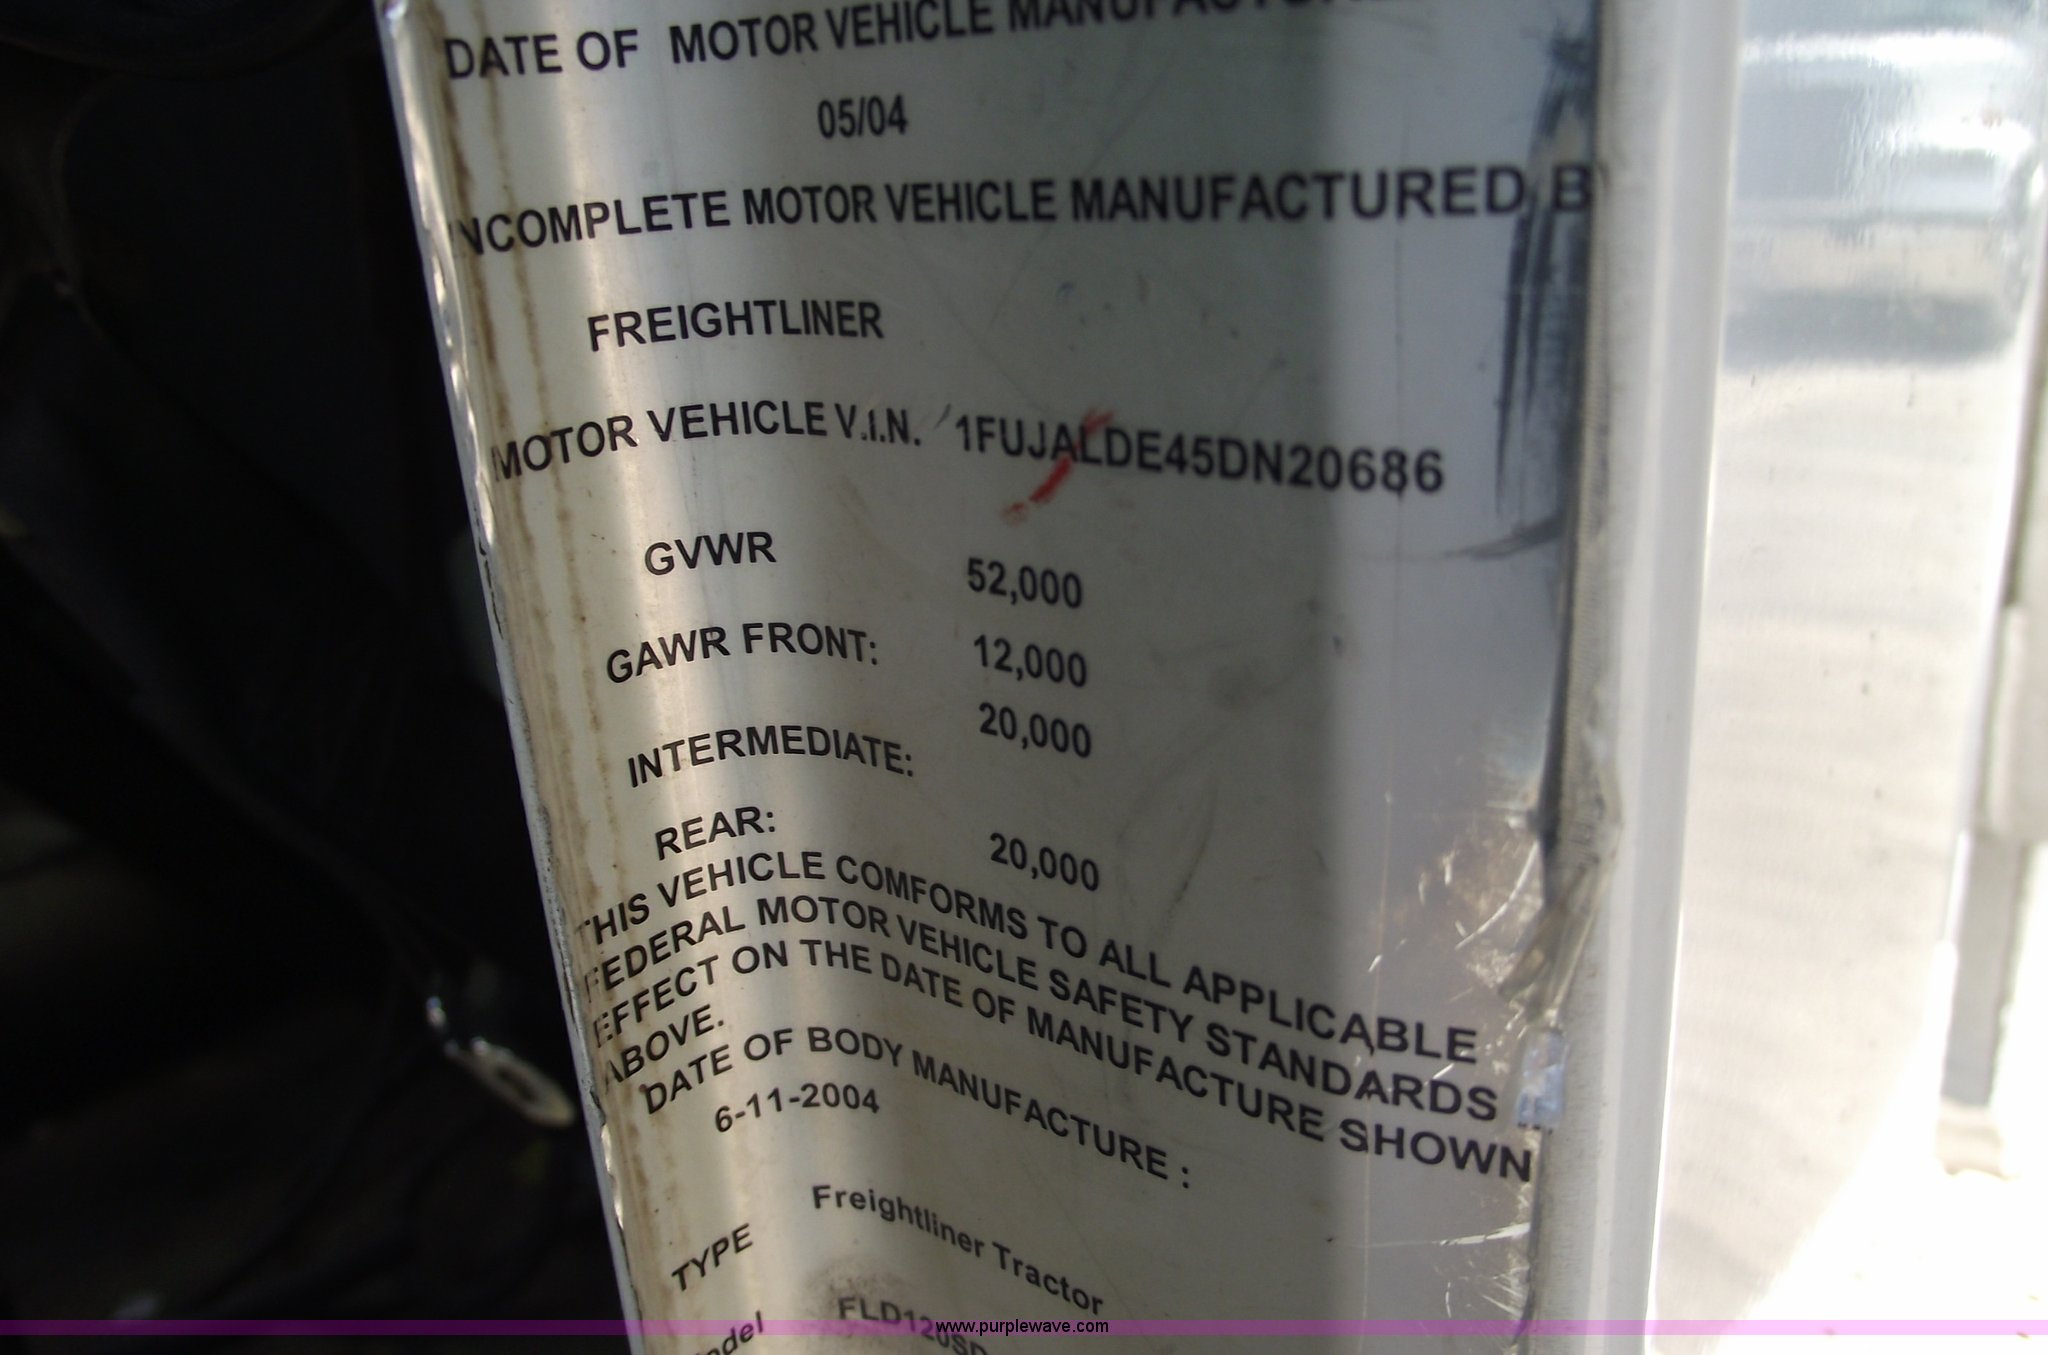 DATE OF MOTOR VEHICLE
05/04
INCOMPLETE MOTOR VEHICLE MANUFACTURED B
FREIGHTLINER
MOTOR VEHICLE V.I.N. 1FUJALDE45DN20686
GVWR 52,000
GAWR FRONT: 12,000
INTERMEDIATE: 20,000
REAR: 20,000
THIS VEHICLE COMFORMS TO ALL APPLICABLE
FEDERAL MOTOR VEHICLE SAFETY STANDARDS
EFFECT ON THE DATE OF MANUFACTURE SHOWN
ABOVE.
DATE OF BODY MANUFACTURE :
6-11-2004
TYPE Freightliner Tractor
www.purplewave.com